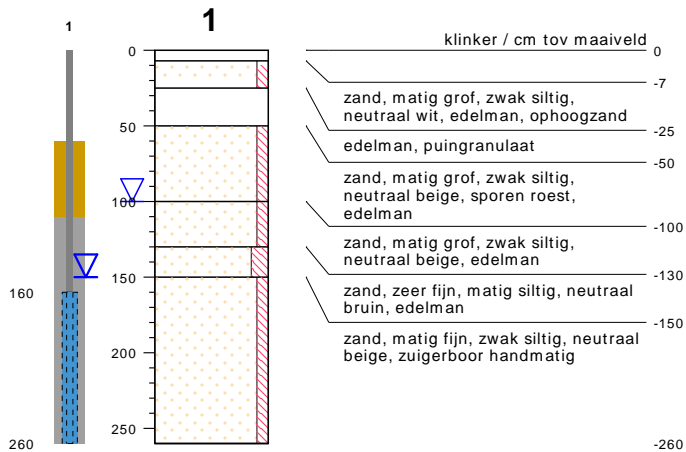 1
160
260
1
0
50
100
150
200
250
klinker / cm tov maaiveld
0
-7
zand, matig grof, zwak siltig,
neutraal wit, edelman, ophoogzand
-25
edelman, puingranulaat
-50
zand, matig grof, zwak siltig,
neutraal beige, sporen roest,
edelman
-100
zand, matig grof, zwak siltig,
neutraal beige, edelman
-130
zand, zeer fijn, matig siltig, neutraal
bruin, edelman
-150
zand, matig fijn, zwak siltig, neutraal
beige, zuigerboor handmatig
-260